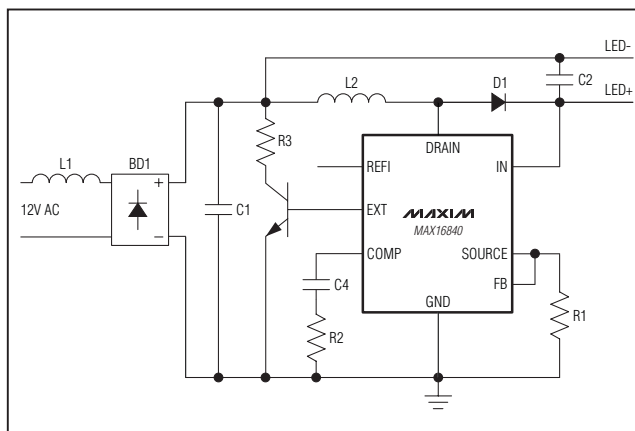 LED-
C2
LED+
L2
D1
R3
DRAIN
L1
BD1
REFI
IN
+
12V AC
C1
EXT
MAXIM
MAX16840
–
COMP
SOURCE
C4
FB
GND
R1
R2